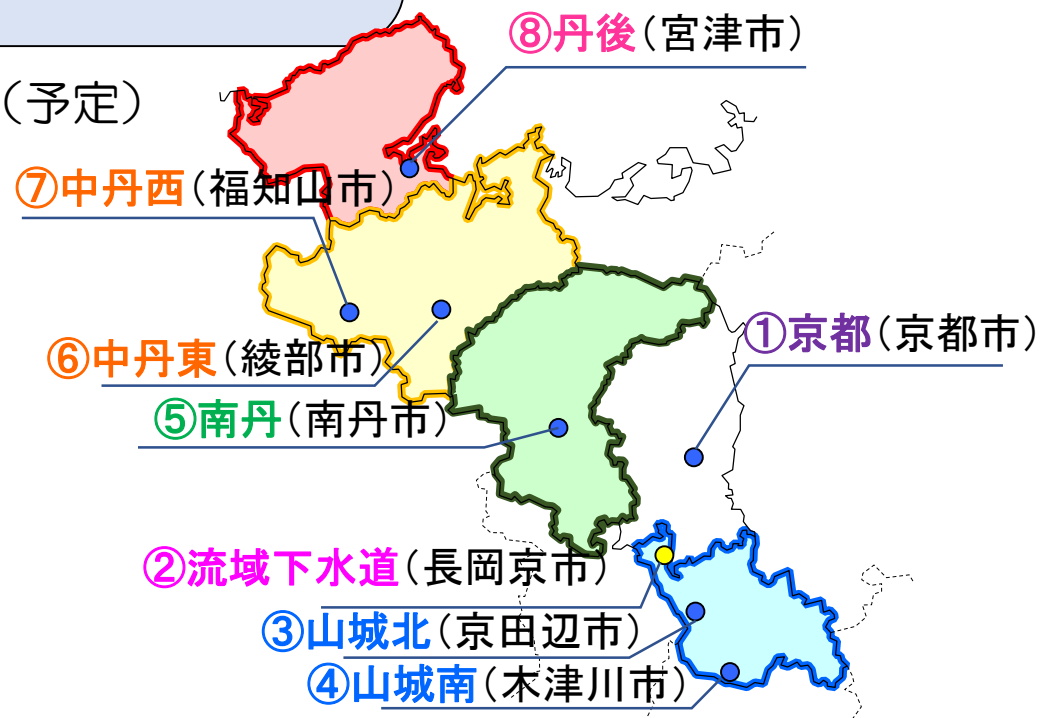 ⑧丹後(宮津市)
(予定)
⑦中丹西(福知山市)
①京都(京都市)
⑥中丹東(綾部市)
⑤南丹(南丹市)
②流域下水道(長岡京市)
③山城北(京田辺市)
④山城南(木津川市)